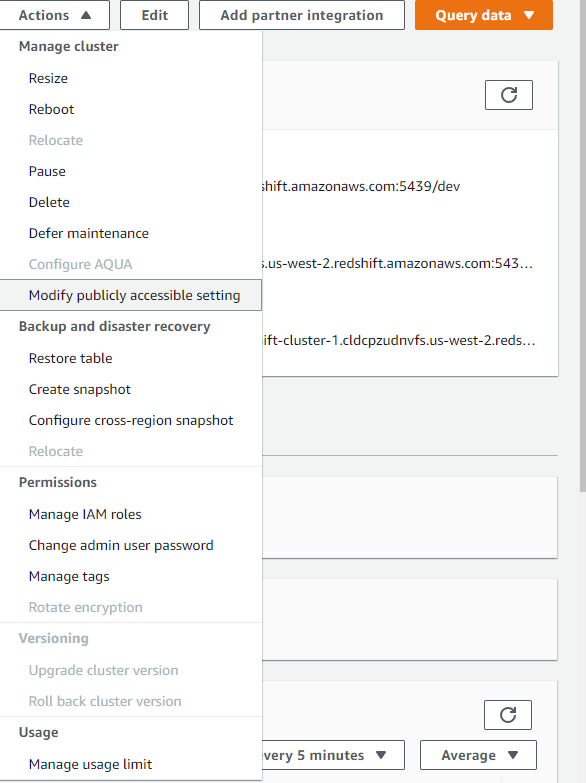 Actions Edit Add partner integration Query data
Manage cluster
Resize
Reboot
Relocate
Pause
shift.amazonaws.com:5439/dev
Delete
Defer maintenance
Configure AQUA
s.us-west-2.redshift.amazonaws.com:543...
Modify publicly accessible setting
Backup and disaster recovery
ift-cluster-1.cldcpzudnvfs.us-west-2.reds...
Restore table
Create snapshot
Configure cross-region snapshot
Relocate
Permissions
Manage IAM roles
Change admin user password
Manage tags
Rotate encryption
Versioning
Upgrade cluster version
Roll back cluster version
Usage
every 5 minutes Average
Manage usage limit